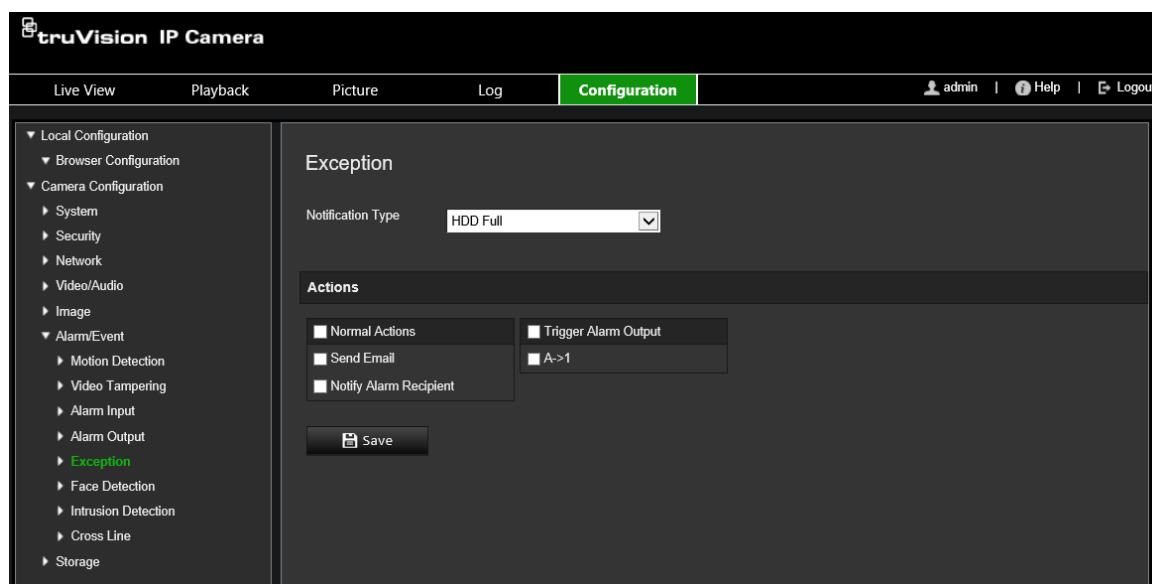 truVision IP Camera
Live View Playback Picture Log Configuration admin | Help | Logou
Local Configuration
Browser Configuration
Camera Configuration
System
Security
Network
Video/Audio
Image
Alarm/Event
Motion Detection
Video Tampering
Alarm Input
Alarm Output
Exception
Face Detection
Intrusion Detection
Cross Line
Storage
Exception
Notification Type HDD Full
Actions
Normal Actions Trigger Alarm Output
Send Email A->1
Notify Alarm Recipient
Save